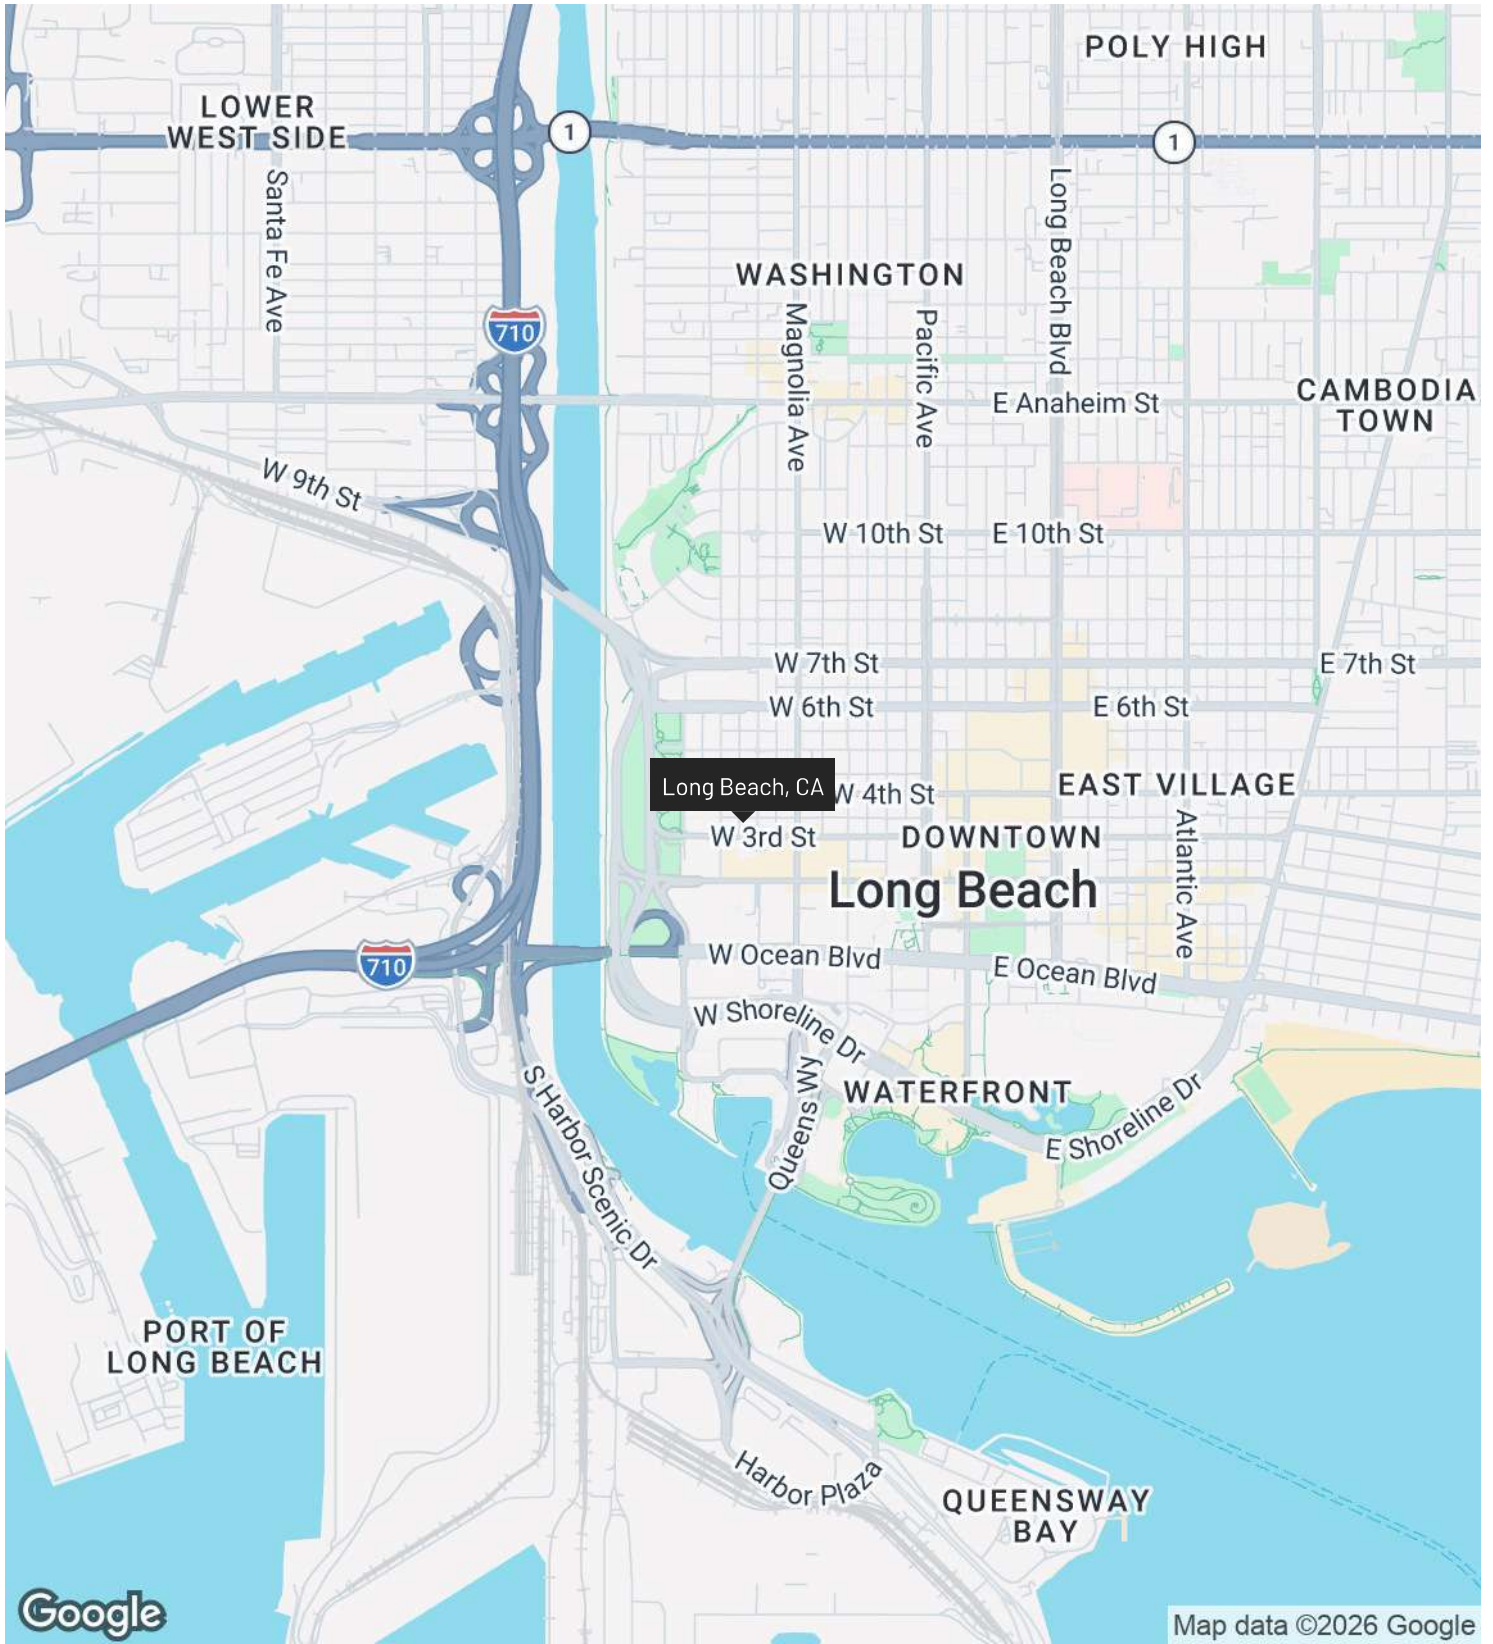 POLY HIGH
LOWER
WEST SIDE
1
1
Santa Fe Ave
Long Beach Blvd
WASHINGTON
710
Magnolia Ave
Pacific Ave
E Anaheim St
CAMBODIA
TOWN
W 9th St
W 10th St
E 10th St
W 7th St
E 7th St
W 6th St
E 6th St
Long Beach, CA
W 4th St
EAST VILLAGE
W 3rd St
DOWNTOWN
Atlantic Ave
Long Beach
710
W Ocean Blvd
E Ocean Blvd
W Shoreline Dr
S Harbor Scenic Dr
Queens Wy
WATERFRONT
E Shoreline Dr
PORT OF
LONG BEACH
Harbor Plaza
QUEENSWAY
BAY
Google
Map data ©2026 Google